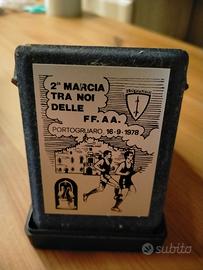 2ª MARCIA
TRA NOI
DELLE
FF.AA.
PORTOGRUARO 16-9-1978
subito